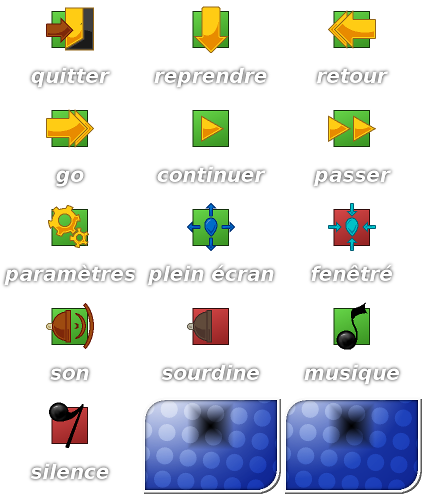 quitter
reprendre
retour
go
continuer
passer
paramètres
plein écran
fenêtré
son
sourdine
musique
silence